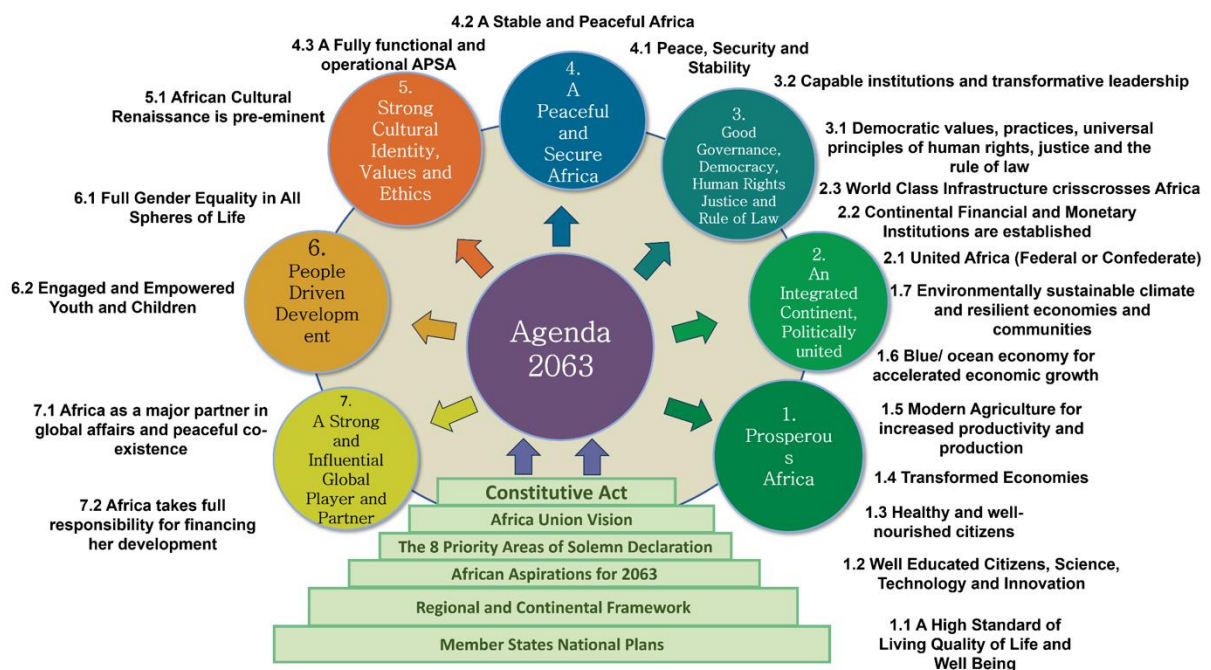 4.2 A Stable and Peaceful Africa
4.3 A Fully functional and
operational APSA
4.1 Peace, Security and
Stability
3.2 Capable institutions and transformative leadership
5.1 African Cultural
Renaissance is pre-eminent
3.1 Democratic values, practices, universal
principles of human rights, justice and the
rule of law
6.1 Full Gender Equality in All
Spheres of Life
2.3 World Class Infrastructure crisscrosses Africa
2.2 Continental Financial and Monetary
Institutions are established
2.1 United Africa (Federal or Confederate)
6.2 Engaged and Empowered
Youth and Children
1.7 Environmentally sustainable climate
and resilient economies and
communities
1.6 Blue/ ocean economy for
accelerated economic growth
7.1 Africa as a major partner in
global affairs and peaceful co-
existence
1.5 Modern Agriculture for
increased productivity and
production
1.4 Transformed Economies
7.2 Africa takes full
responsibility for financing
her development
1.3 Healthy and well-
nourished citizens
1.2 Well Educated Citizens, Science,
Technology and Innovation
1.1 A High Standard of
Living Quality of Life and
Well Being
5.
Strong
Cultural
Identity,
Values and
Ethics
4.
A
Peaceful
and
Secure
Africa
3.
Good
Governance,
Democracy,
Human Rights
Justice and
Rule of Law
6.
People
Driven
Developm
ent
2.
An
Integrated
Continent,
Politically
united
7.
A Strong and
Influential
Global
Player and
Partner
1.
Prosperou
s
Africa
Agenda
2063
Constitutive Act
Africa Union Vision
The 8 Priority Areas of Solemn Declaration
African Aspirations for 2063
Regional and Continental Framework
Member States National Plans